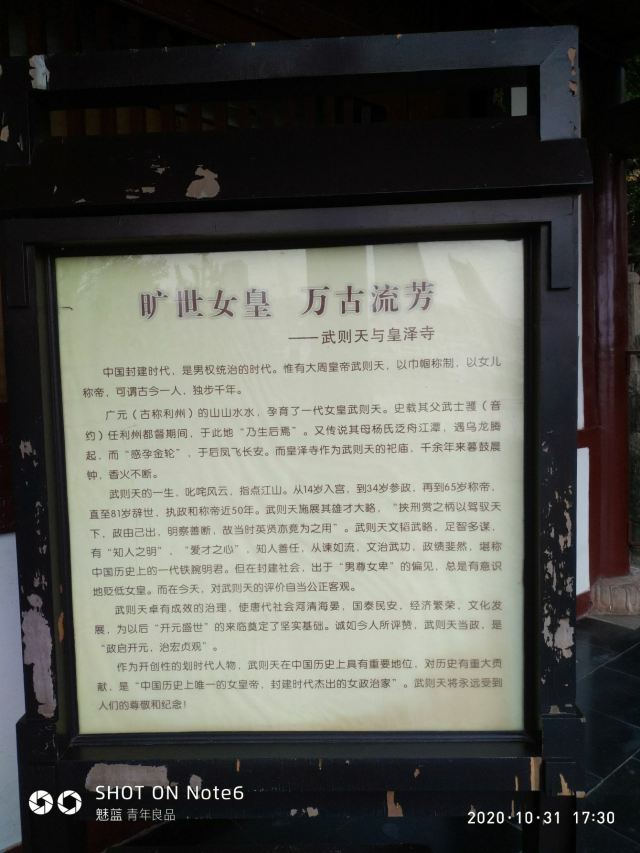 旷世女皇 万古流芳
——武则天与皇泽寺
中国封建时代，是男权统治的时代。惟有大周皇帝武则天，以巾帼称制，以女儿
称帝，可谓古今一人，独步千年。
广元（古称利州）的山山水水，孕育了一代女皇武则天。史载其父武士彟（音
约）任利州都督期间，于此地“乃生后焉”。又传说其母杨氏泛舟江潭，遇乌龙腾
起，而“感孕金轮”，于后凤飞长安。而皇泽寺作为武则天的祀庙，千余年来暮鼓晨
钟，香火不断。
武则天的一生，叱咤风云，指点江山。从14岁入宫，到34岁参政，再到65岁称帝，
直至81岁辞世，执政和称帝近50年。武则天施展其雄才大略，“挟刑赏之柄以驾驭天
下，政由己出，明察善断，故当时英贤亦竟为之用”。武则天文韬武略，足智多谋，
有“知人之明”，“爱才之心”，知人善任，从谏如流，文治武功，政绩斐然，堪称
中国历史上的一代铁腕明君。但在封建社会，出于“男尊女卑”的偏见，总是有意识
地贬低女皇。而在今天，对武则天的评价自当公正客观。
武则天卓有成效的治理，使唐代社会河清海晏，国泰民安，经济繁荣，文化发
展，为以后“开元盛世”的来临奠定了坚实基础。诚如今人所评赞，武则天当政，是
“政启开元，治宏贞观”。
作为开创性的划时代人物，武则天在中国历史上具有重要地位，对历史有重大贡
献，是“中国历史上唯一的女皇帝，封建时代杰出的女政治家”。武则天将永远受到
人们的尊敬和纪念！
SHOT ON Note6
魅蓝 青年良品
2020·10·31 17:30